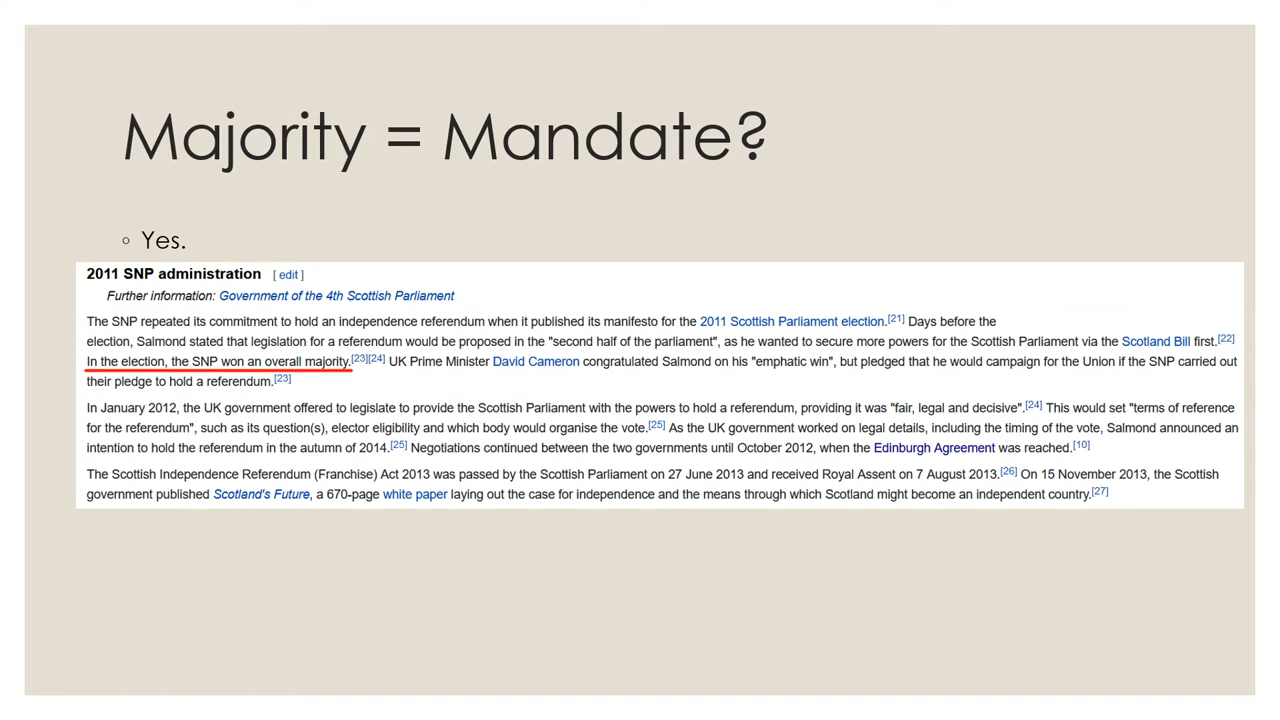 Majority = Mandate?
◦ Yes.
2011 SNP administration [ edit ]
Further information: Government of the 4th Scottish Parliament
The SNP repeated its commitment to hold an independence referendum when it published its manifesto for the 2011 Scottish Parliament election.[21] Days before the
election, Salmond stated that legislation for a referendum would be proposed in the "second half of the parliament", as he wanted to secure more powers for the Scottish Parliament via the Scotland Bill first.[22]
In the election, the SNP won an overall majority.[23][24] UK Prime Minister David Cameron congratulated Salmond on his "emphatic win", but pledged that he would campaign for the Union if the SNP carried out
their pledge to hold a referendum.[23]
In January 2012, the UK government offered to legislate to provide the Scottish Parliament with the powers to hold a referendum, providing it was "fair, legal and decisive".[24] This would set "terms of reference
for the referendum", such as its question(s), elector eligibility and which body would organise the vote.[25] As the UK government worked on legal details, including the timing of the vote, Salmond announced an
intention to hold the referendum in the autumn of 2014.[25] Negotiations continued between the two governments until October 2012, when the Edinburgh Agreement was reached.[10]
The Scottish Independence Referendum (Franchise) Act 2013 was passed by the Scottish Parliament on 27 June 2013 and received Royal Assent on 7 August 2013.[26] On 15 November 2013, the Scottish
government published Scotland's Future, a 670-page white paper laying out the case for independence and the means through which Scotland might become an independent country.[27]